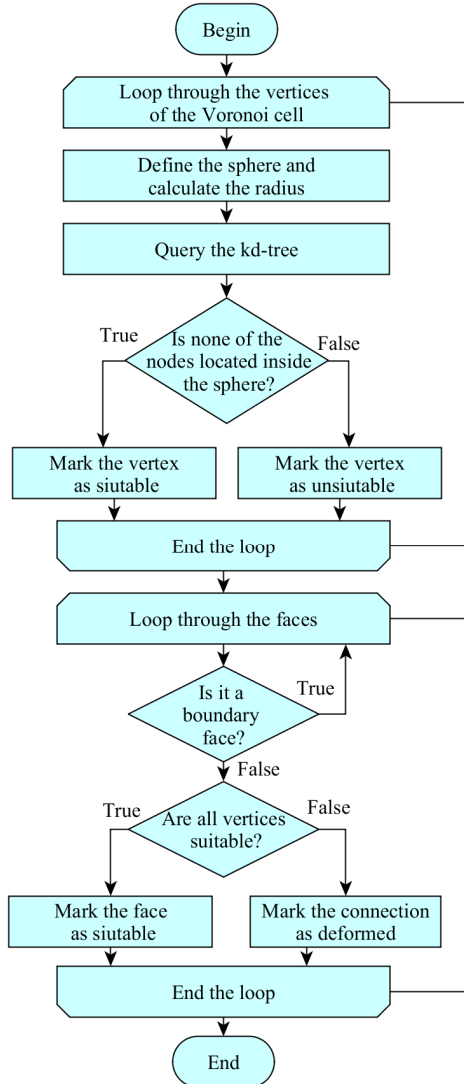 Begin
Loop through the vertices
of the Voronoi cell
Define the sphere and
calculate the radius
Query the kd-tree
True
Is none of the
nodes located inside
the sphere?
False
Mark the vertex
as siutable
Mark the vertex
as unsiutable
End the loop
Loop through the faces
Is it a
boundary
face?
True
False
True
Are all vertices
suitable?
False
Mark the face
as siutable
Mark the connection
as deformed
End the loop
End